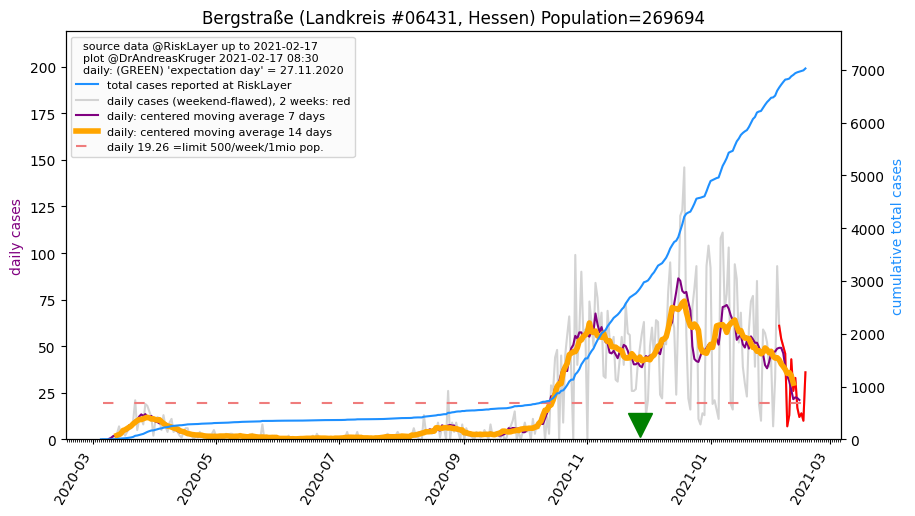 Bergstraße (Landkreis #06431, Hessen) Population=269694
source data @RiskLayer up to 2021-02-17
plot @DrAndreasKruger 2021-02-17 08:30
daily: (GREEN) 'expectation day' = 27.11.2020
total cases reported at RiskLayer
daily cases (weekend-flawed), 2 weeks: red
daily: centered moving average 7 days
daily: centered moving average 14 days
daily 19.26 =limit 500/week/1mio pop.
daily cases
200
175
150
125
100
75
50
25
0
cumulative total cases
7000
6000
5000
4000
3000
2000
1000
0
2020-03
2020-05
2020-07
2020-09
2020-11
2021-01
2021-03